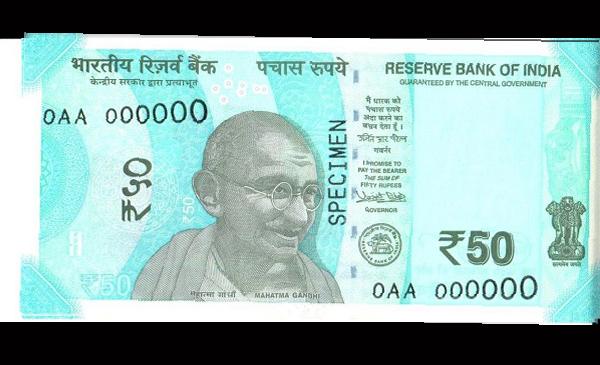 भारतीय रिज़र्व बैंक
केन्द्रीय सरकार द्वारा प्रत्याभूत
पचास रुपये
RESERVE BANK OF INDIA
GUARANTEED BY THE CENTRAL GOVERNMENT
0AA 000000
मैं धारक को
पचास रुपये
अदा करने का
वचन देता हूँ।
गवर्नर
I PROMISE TO
PAY THE BEARER
THE SUM OF
FIFTY RUPEES
GOVERNOR
SPECIMEN
₹५०
₹50
₹50
₹50
सत्यमेव जयते
महात्मा गांधी
MAHATMA GANDHI
0AA 000000